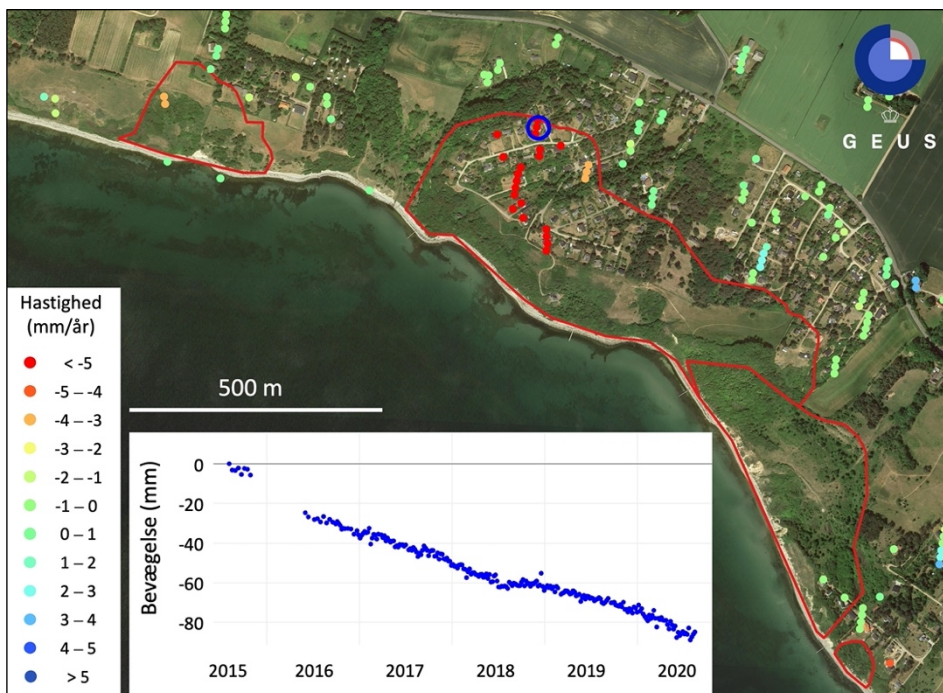 GEUS
Hastighed
(mm/år)
< -5
-5 – -4
-4 – -3
-3 – -2
-2 – -1
-1 – 0
0 – 1
1 – 2
2 – 3
3 – 4
4 – 5
> 5
500 m
Bevægelse (mm)
0
-20
-40
-60
-80
2015
2016
2017
2018
2019
2020